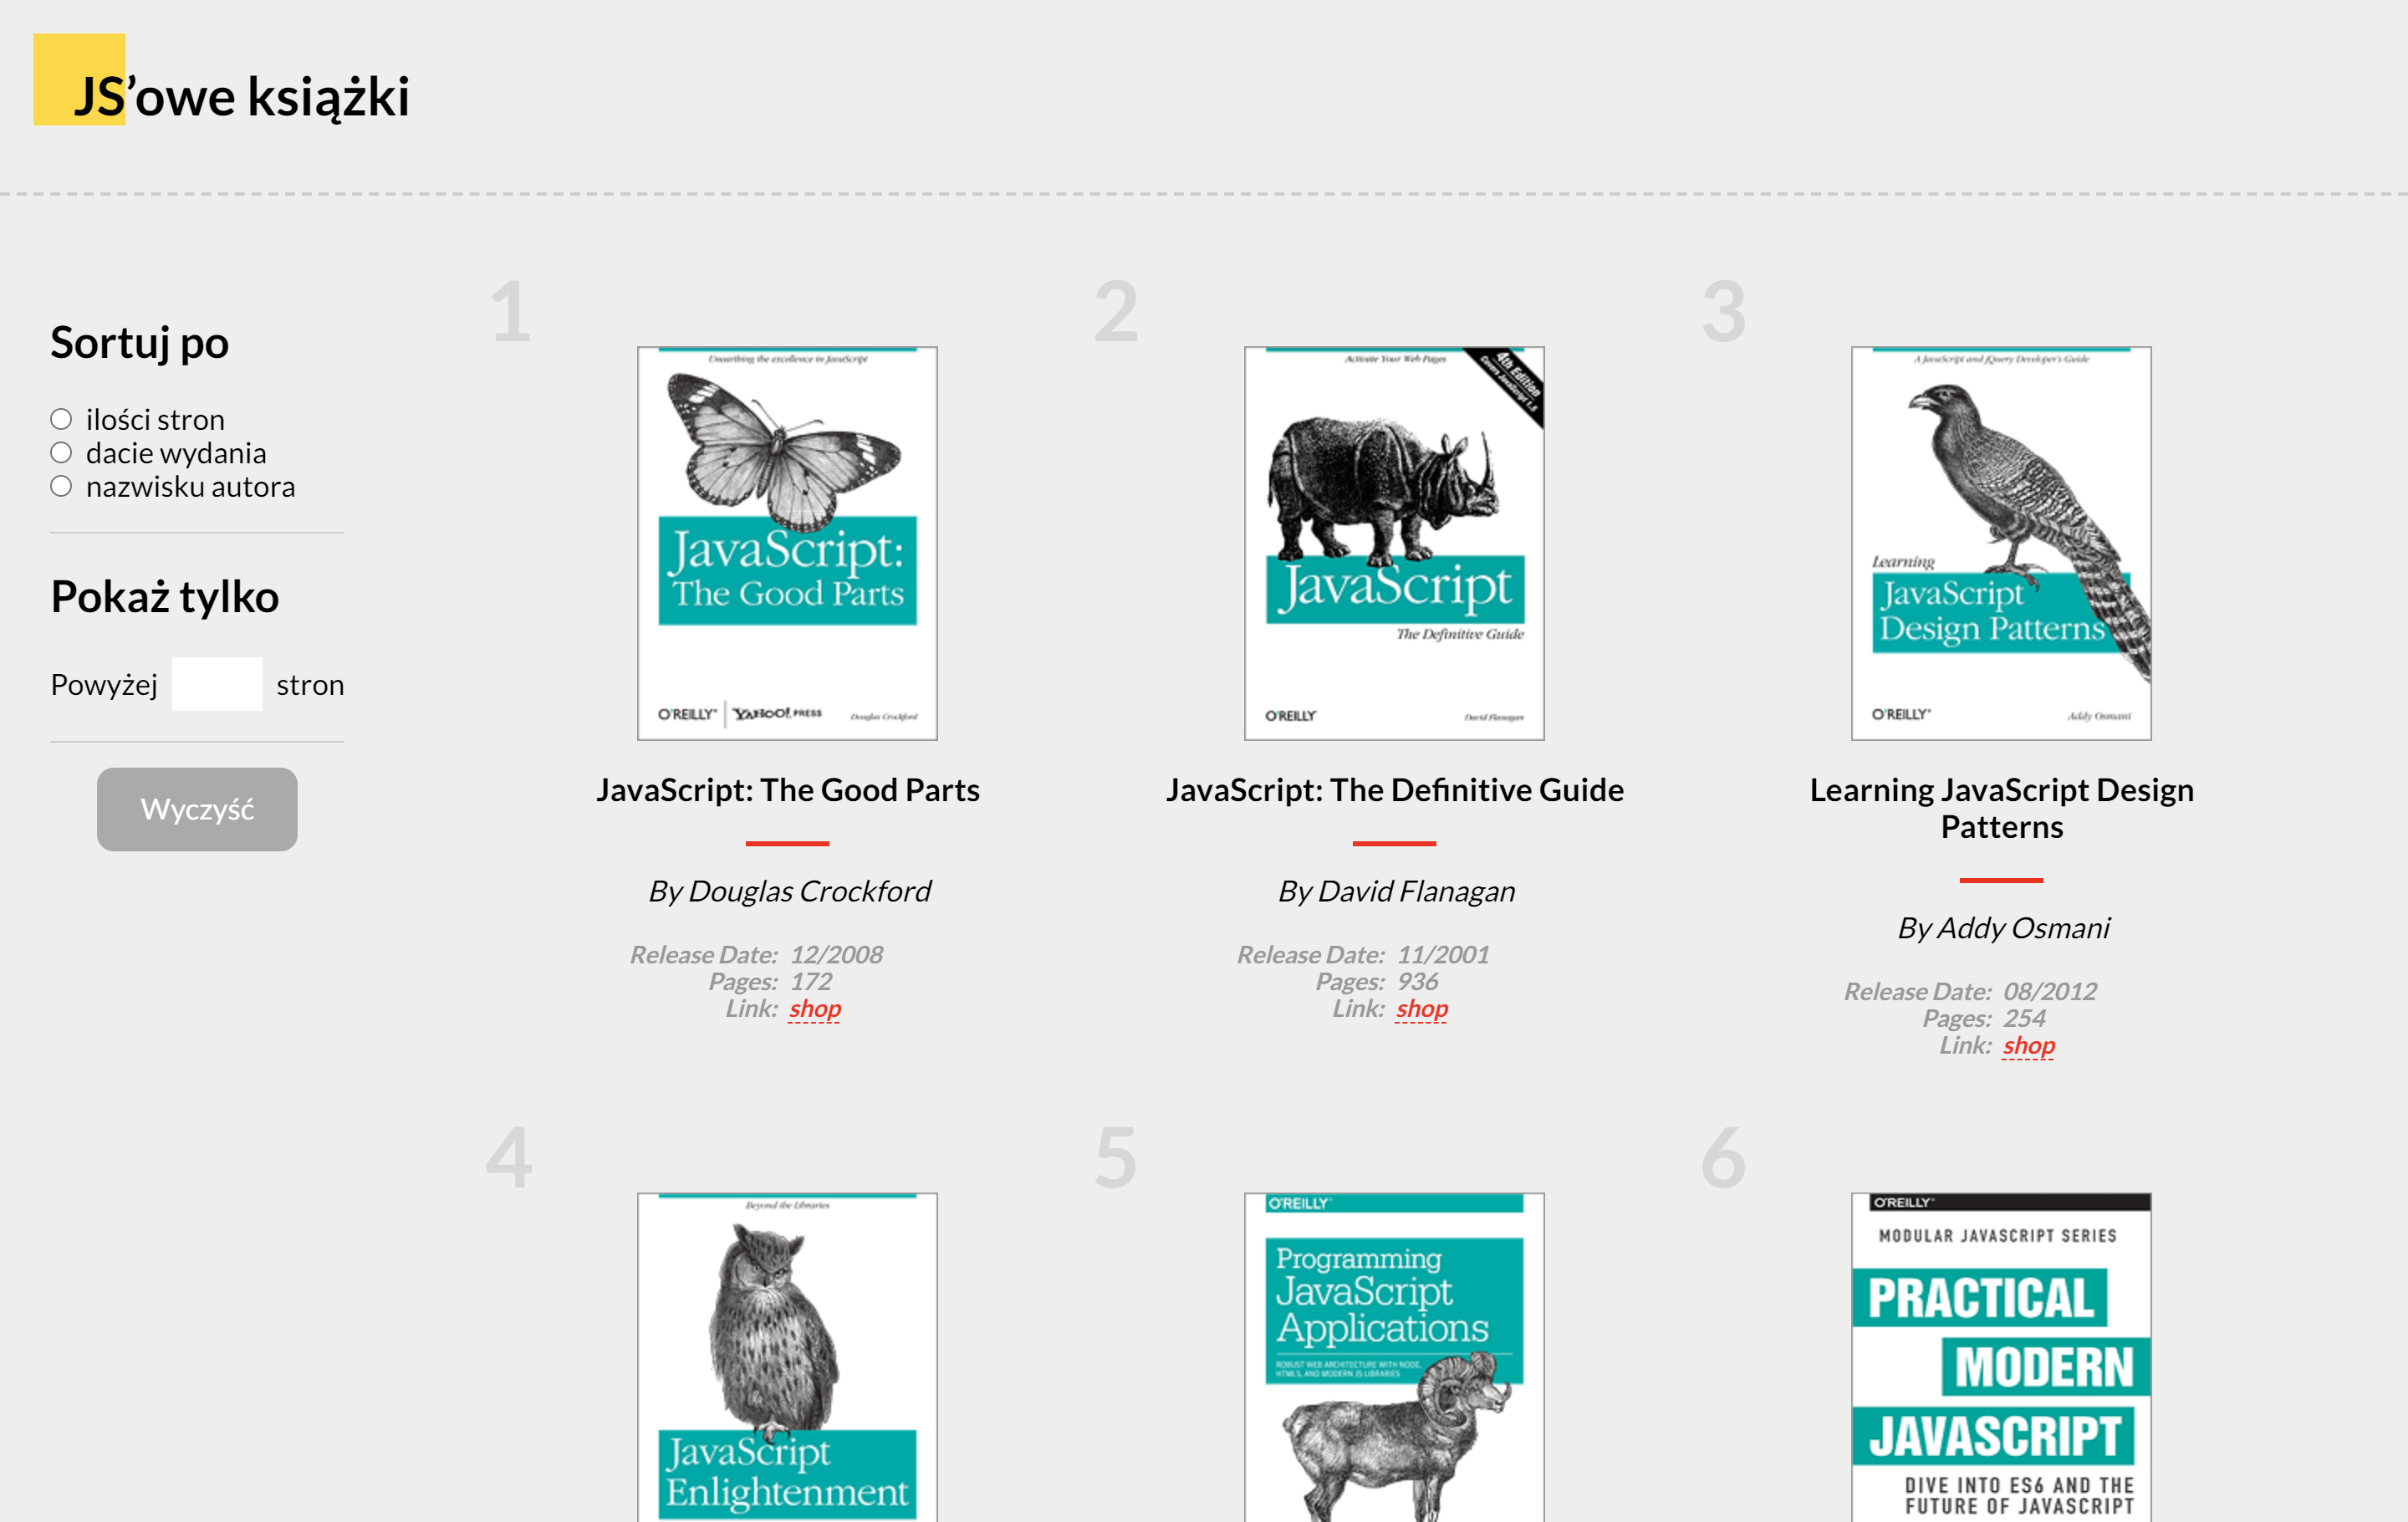 JS’owe książki
Sortuj po
ilości stron
dacie wydania
nazwisku autora
Pokaż tylko
Powyżej stron
Wyczyść
1
Unearthing the excellence in JavaScript
JavaScript:
The Good Parts
O'REILLY® YAHOO! PRESS Douglas Crockford
JavaScript: The Good Parts
By Douglas Crockford
Release Date: 12/2008
Pages: 172
Link: shop
2
Activate Your Web Pages
4th Edition
Covers JavaScript 1.5
JavaScript
The Definitive Guide
O'REILLY David Flanagan
JavaScript: The Definitive Guide
By David Flanagan
Release Date: 11/2001
Pages: 936
Link: shop
3
A JavaScript and jQuery Developer's Guide
Learning
JavaScript
Design Patterns
O'REILLY® Addy Osmani
Learning JavaScript Design
Patterns
By Addy Osmani
Release Date: 08/2012
Pages: 254
Link: shop
4
Beyond the Libraries
JavaScript
Enlightenment
5
O'REILLY®
Programming
JavaScript
Applications
ROBUST WEB ARCHITECTURE WITH NODE,
HTML5, AND MODERN JS LIBRARIES
6
O'REILLY®
MODULAR JAVASCRIPT SERIES
PRACTICAL
MODERN
JAVASCRIPT
DIVE INTO ES6 AND THE
FUTURE OF JAVASCRIPT